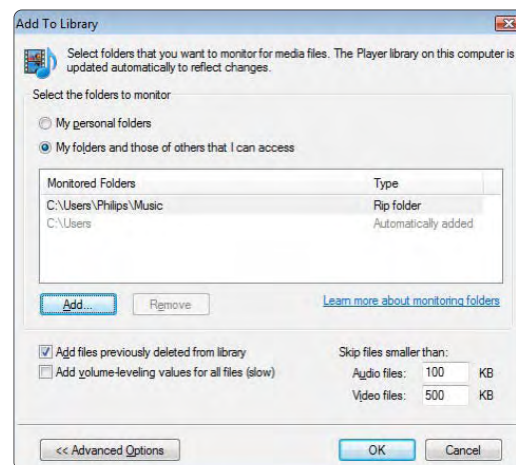 Add To Library
Select folders that you want to monitor for media files. The Player library on this computer is
updated automatically to reflect changes.
Select the folders to monitor
My personal folders
My folders and those of others that I can access
Monitored Folders Type
C:\Users\Philips\Music Rip folder
C:\Users Automatically added
Add... Remove Learn more about monitoring folders
Add files previously deleted from library Skip files smaller than:
Add volume-leveling values for all files (slow) Audio files: 100 KB
Video files: 500 KB
<< Advanced Options OK Cancel